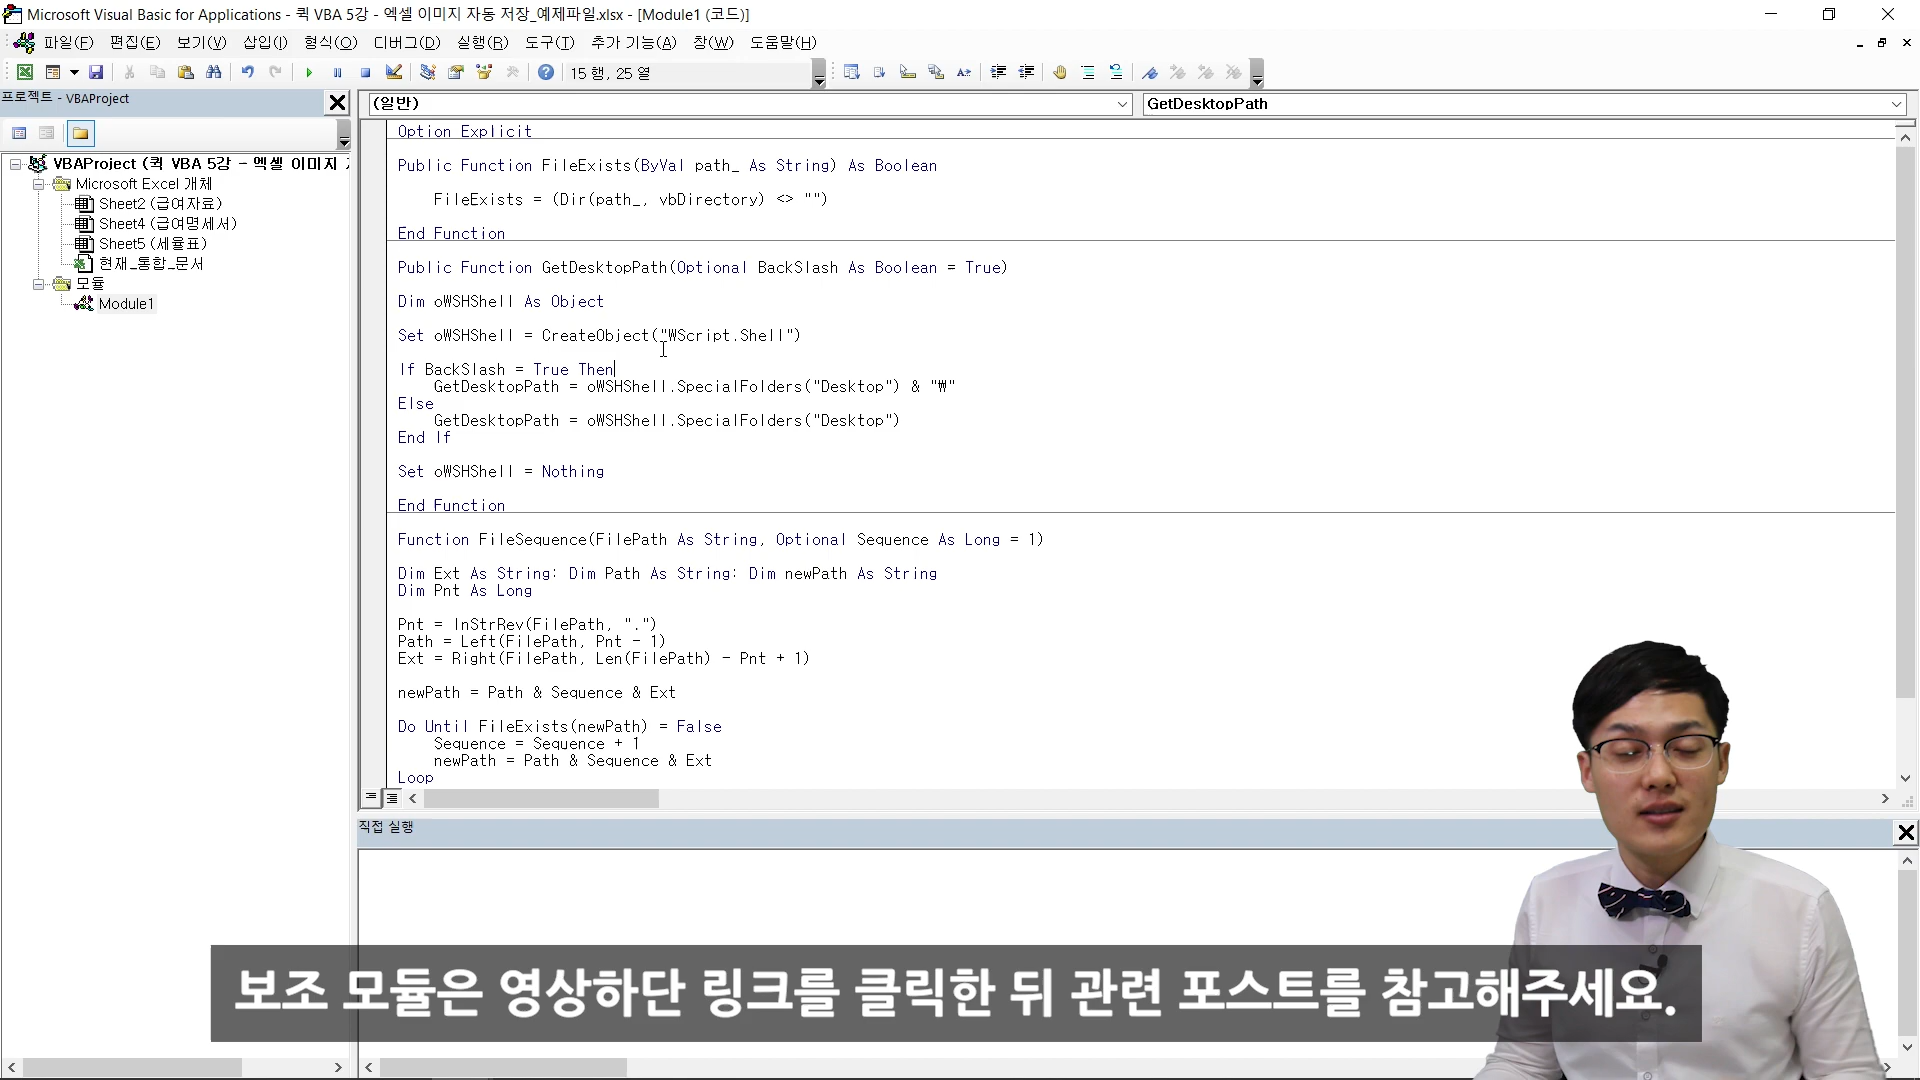 Microsoft Visual Basic for Applications - 퀵 VBA 5강 - 엑셀 이미지 자동 저장_예제파일.xlsx - [Module1 (코드)]
파일(F) 편집(E) 보기(V) 삽입(I) 형식(O) 디버그(D) 실행(R) 도구(T) 추가 기능(A) 창(W) 도움말(H)
15 행, 25 열
프로젝트 - VBAProject
(일반)
GetDesktopPath
VBAProject (퀵 VBA 5강 - 엑셀 이미지
Microsoft Excel 개체
Sheet2 (급여자료)
Sheet4 (급여명세서)
Sheet5 (세율표)
현재_통합_문서
모듈
Module1
Option Explicit
Public Function FileExists(ByVal path_ As String) As Boolean
FileExists = (Dir(path_, vbDirectory) <> "")
End Function
Public Function GetDesktopPath(Optional BackSlash As Boolean = True)
Dim oWSHShell As Object
Set oWSHShell = CreateObject("WScript.Shell")
If BackSlash = True Then
GetDesktopPath = oWSHShell.SpecialFolders("Desktop") & "₩"
Else
GetDesktopPath = oWSHShell.SpecialFolders("Desktop")
End If
Set oWSHShell = Nothing
End Function
Function FileSequence(FilePath As String, Optional Sequence As Long = 1)
Dim Ext As String: Dim Path As String: Dim newPath As String
Dim Pnt As Long
Pnt = InStrRev(FilePath, ".")
Path = Left(FilePath, Pnt - 1)
Ext = Right(FilePath, Len(FilePath) - Pnt + 1)
newPath = Path & Sequence & Ext
Do Until FileExists(newPath) = False
Sequence = Sequence + 1
newPath = Path & Sequence & Ext
Loop
직접 실행
보조 모듈은 영상하단 링크를 클릭한 뒤 관련 포스트를 참고해주세요.